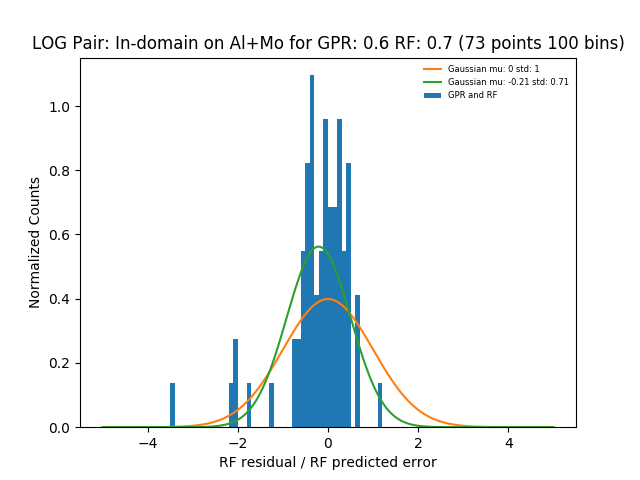 LOG Pair: In-domain on Al+Mo for GPR: 0.6 RF: 0.7 (73 points 100 bins)
Gaussian mu: 0 std: 1
Gaussian mu: -0.21 std: 0.71
GPR and RF
Normalized Counts
1.0
0.8
0.6
0.4
0.2
0.0
−4 −2 0 2 4
RF residual / RF predicted error